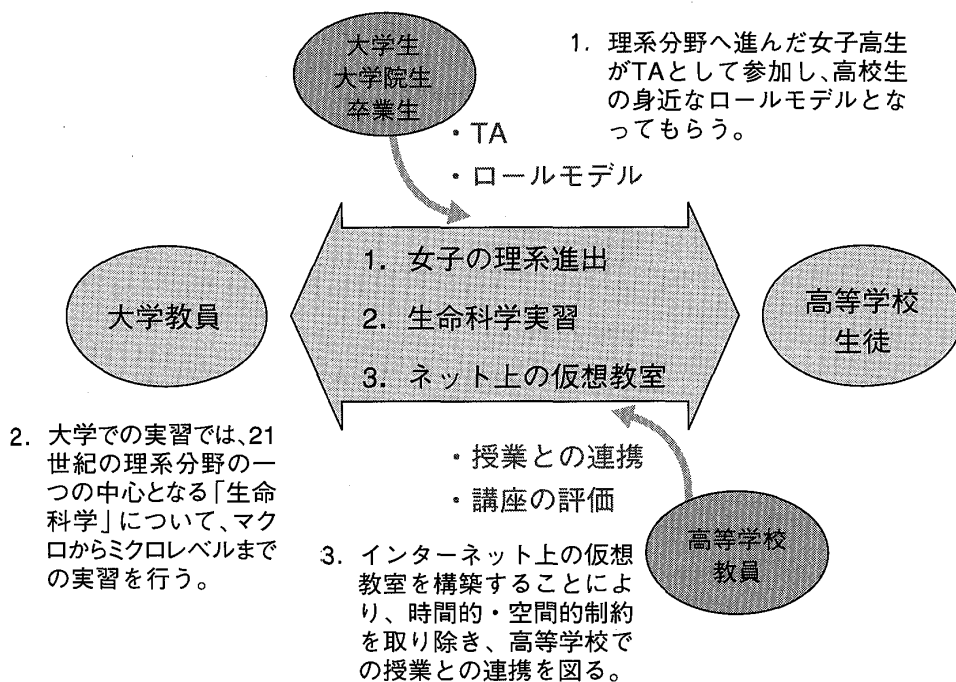 大学生
大学院生
卒業生
1. 理系分野へ進んだ女子高生
がTAとして参加し、高校生
の身近なロールモデルとな
ってもらう。
・TA
・ロールモデル
大学教員
1. 女子の理系進出
2. 生命科学実習
3. ネット上の仮想教室
高等学校
生徒
2. 大学での実習では、21
世紀の理系分野の一
つの中心となる「生命
科学」について、マク
ロからミクロレベルまで
の実習を行う。
・授業との連携
・講座の評価
高等学校
教員
3. インターネット上の仮想
教室を構築することによ
り、時間的・空間的制約
を取り除き、高等学校で
の授業との連携を図る。